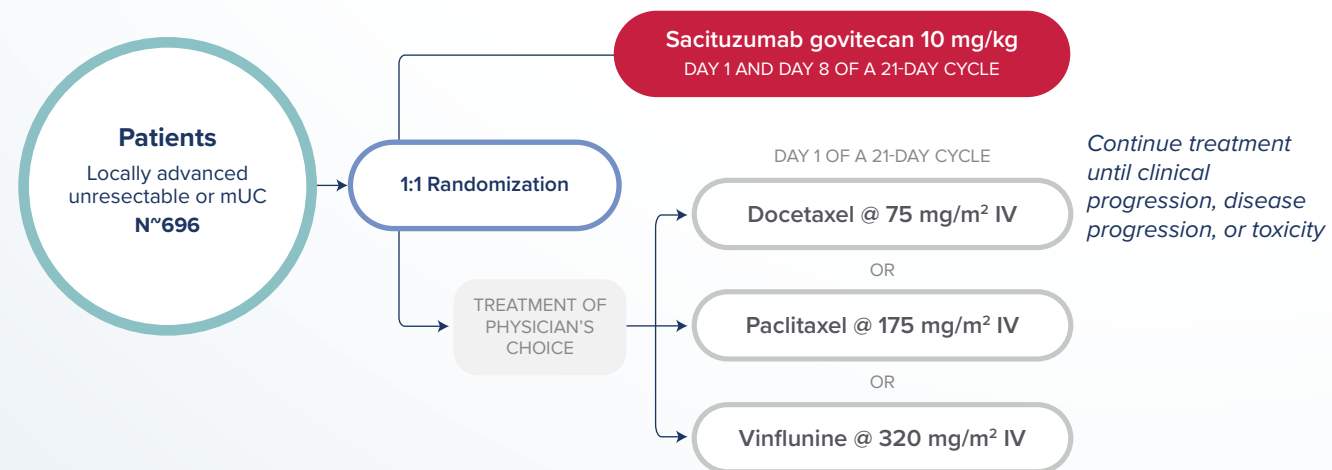 Sacituzumab govitecan 10 mg/kg
DAY 1 AND DAY 8 OF A 21-DAY CYCLE
Patients
Locally advanced
unresectable or mUC
N~696
1:1 Randomization
TREATMENT OF
PHYSICIAN’S
CHOICE
DAY 1 OF A 21-DAY CYCLE
Docetaxel @ 75 mg/m² IV
OR
Paclitaxel @ 175 mg/m² IV
OR
Vinflunine @ 320 mg/m² IV
Continue treatment
until clinical
progression, disease
progression, or toxicity